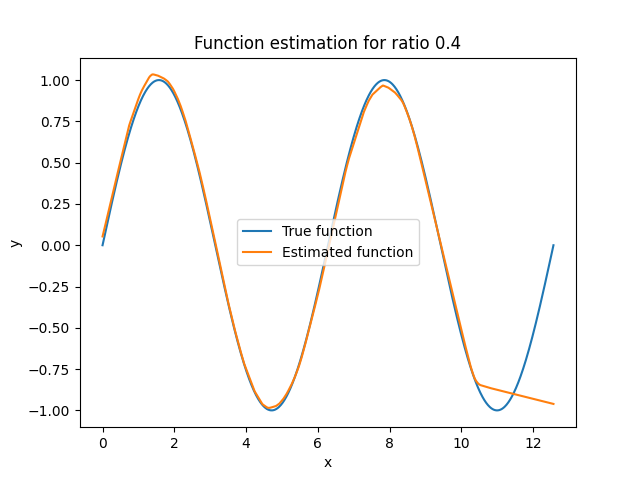 Function estimation for ratio 0.4
y
1.00
0.75
0.50
0.25
0.00
−0.25
−0.50
−0.75
−1.00
True function
Estimated function
0 2 4 6 8 10 12
x